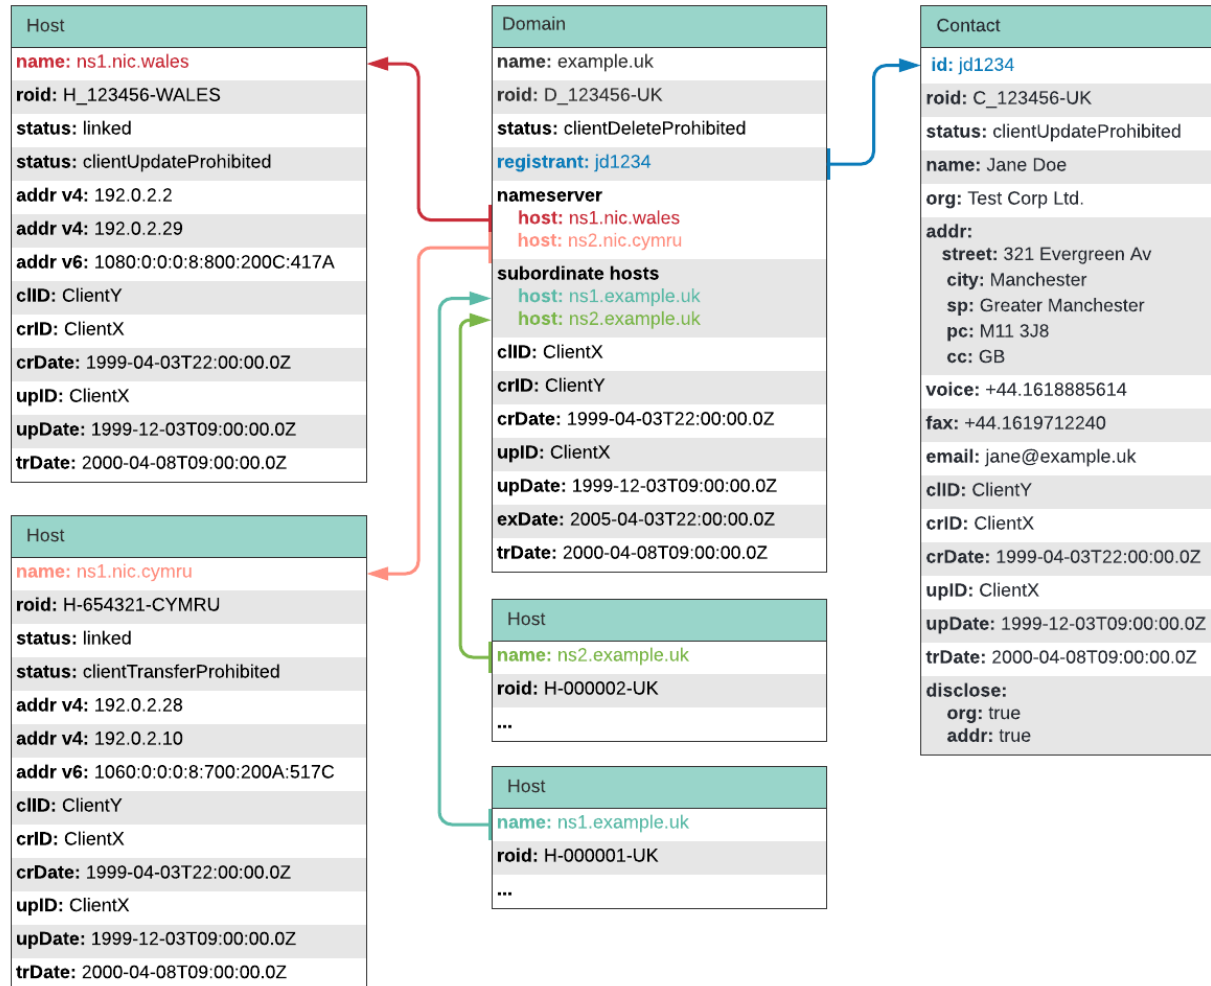 Host
name: ns1.nic.wales
roid: H_123456-WALES
status: linked
status: clientUpdateProhibited
addr v4: 192.0.2.2
addr v4: 192.0.2.29
addr v6: 1080:0:0:0:8:800:200C:417A
clID: ClientY
crID: ClientX
crDate: 1999-04-03T22:00:00.0Z
upID: ClientX
upDate: 1999-12-03T09:00:00.0Z
trDate: 2000-04-08T09:00:00.0Z
Host
name: ns1.nic.cymru
roid: H-654321-CYMRU
status: linked
status: clientTransferProhibited
addr v4: 192.0.2.28
addr v4: 192.0.2.10
addr v6: 1060:0:0:0:8:700:200A:517C
clID: ClientY
crID: ClientX
crDate: 1999-04-03T22:00:00.0Z
upID: ClientX
upDate: 1999-12-03T09:00:00.0Z
trDate: 2000-04-08T09:00:00.0Z
Domain
name: example.uk
roid: D_123456-UK
status: clientDeleteProhibited
registrant: jd1234
nameserver
host: ns1.nic.wales
host: ns2.nic.cymru
subordinate hosts
host: ns1.example.uk
host: ns2.example.uk
clID: ClientX
crID: ClientY
crDate: 1999-04-03T22:00:00.0Z
upID: ClientX
upDate: 1999-12-03T09:00:00.0Z
exDate: 2005-04-03T22:00:00.0Z
trDate: 2000-04-08T09:00:00.0Z
Host
name: ns2.example.uk
roid: H-000002-UK
...
Host
name: ns1.example.uk
roid: H-000001-UK
...
Contact
id: jd1234
roid: C_123456-UK
status: clientUpdateProhibited
name: Jane Doe
org: Test Corp Ltd.
addr:
street: 321 Evergreen Av
city: Manchester
sp: Greater Manchester
pc: M11 3J8
cc: GB
voice: +44.1618885614
fax: +44.1619712240
email: jane@example.uk
clID: ClientY
crID: ClientX
crDate: 1999-04-03T22:00:00.0Z
upID: ClientX
upDate: 1999-12-03T09:00:00.0Z
trDate: 2000-04-08T09:00:00.0Z
disclose:
org: true
addr: true